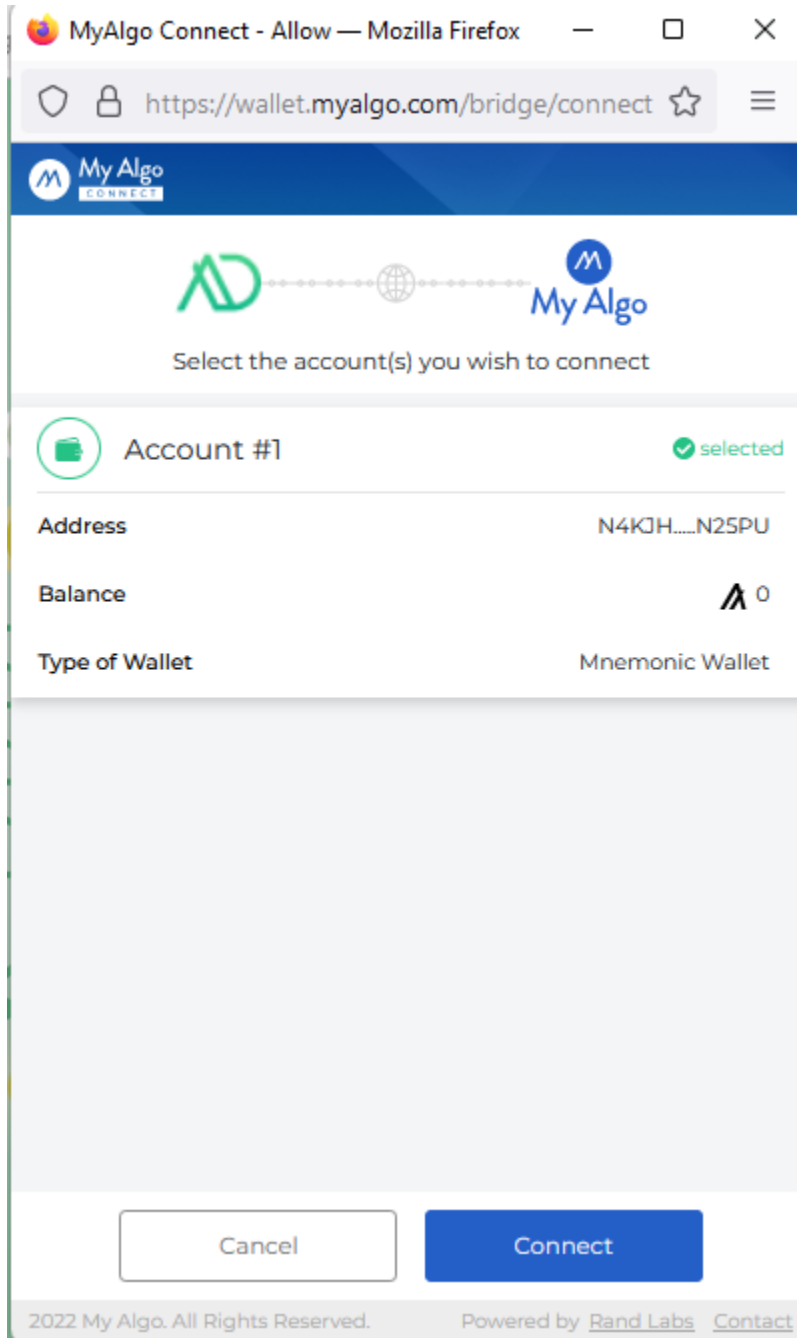 MyAlgo Connect - Allow — Mozilla Firefox
https://wallet.myalgo.com/bridge/connect
My Algo
CONNECT
My Algo
Select the account(s) you wish to connect
Account #1 selected
Address N4KJH.....N25PU
Balance 0
Type of Wallet Mnemonic Wallet
Cancel Connect
2022 My Algo. All Rights Reserved. Powered by Rand Labs Contact